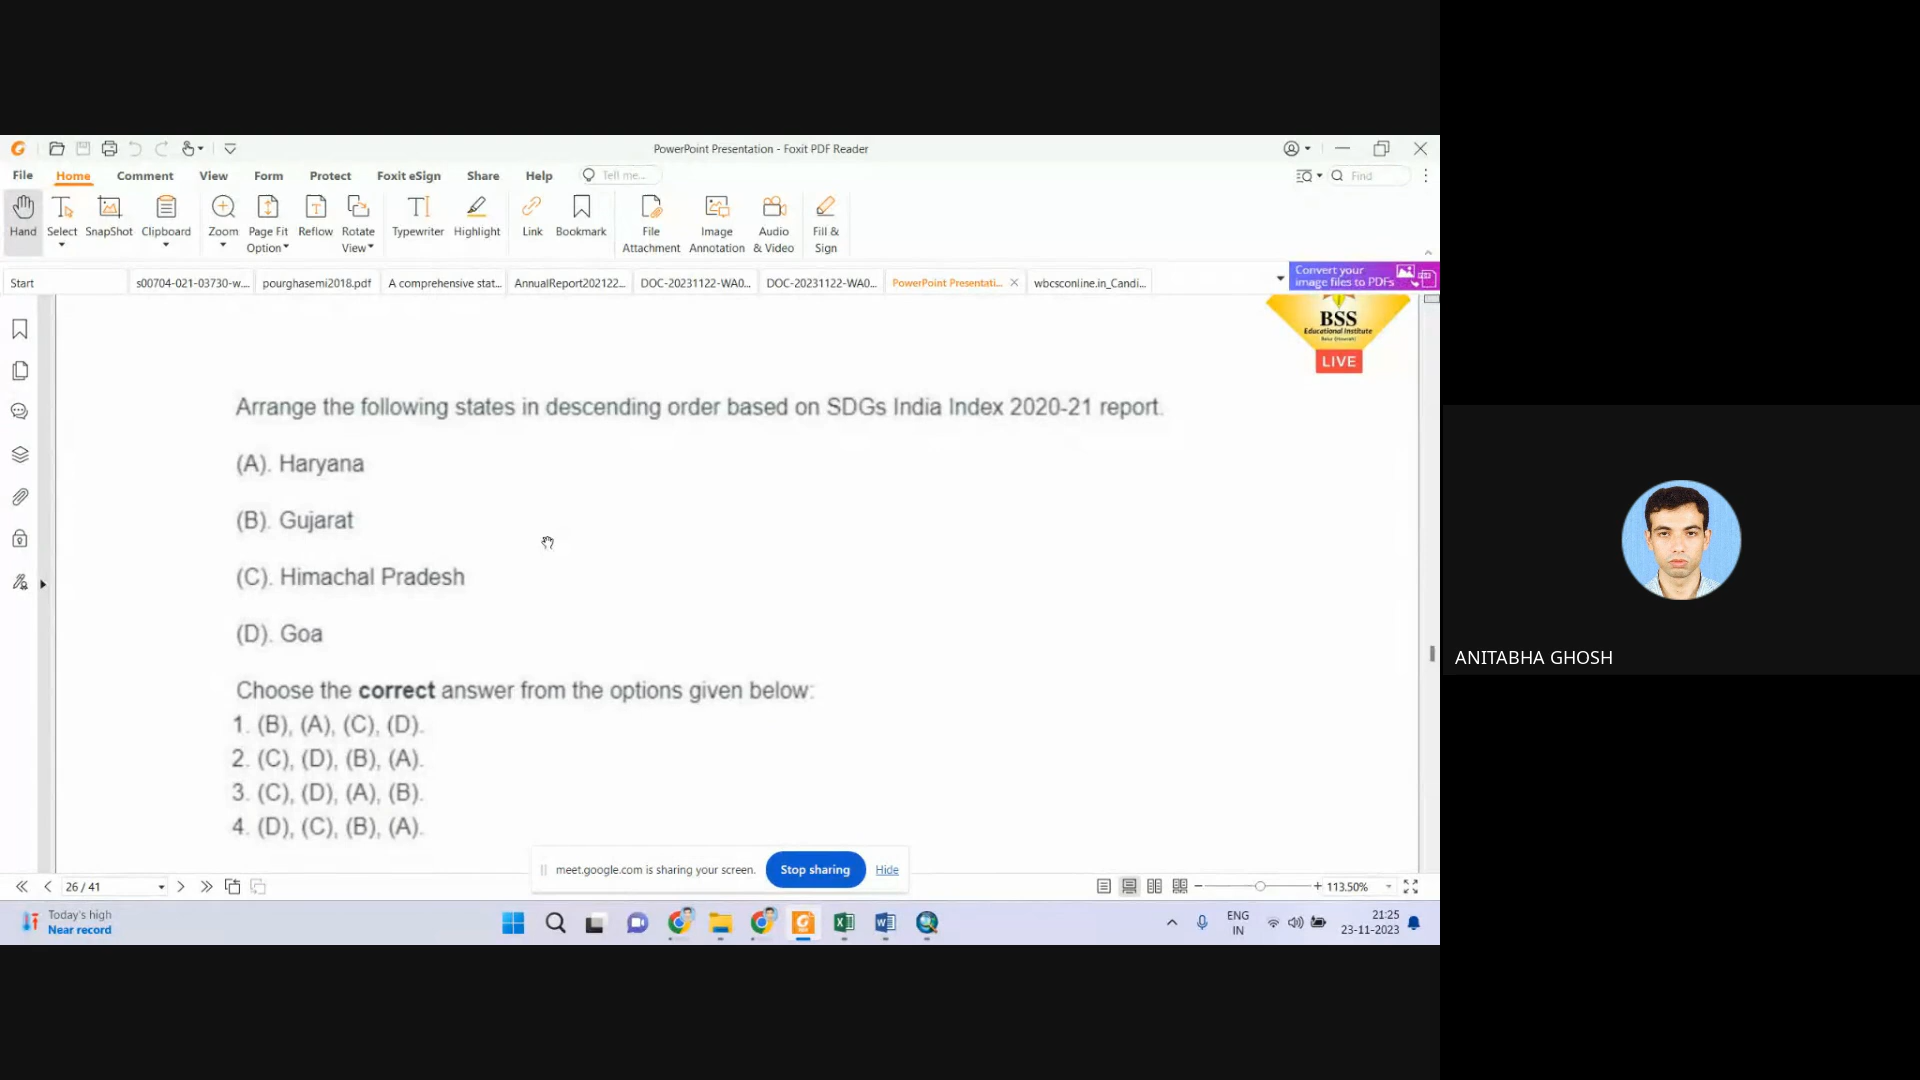 PowerPoint Presentation - Foxit PDF Reader
File Home Comment View Form Protect Foxit eSign Share Help Tell me... Find
Hand Select SnapShot Clipboard Zoom Page Fit Option Reflow Rotate View Typewriter Highlight Link Bookmark File Attachment Image Annotation Audio & Video Fill & Sign
Start s00704-021-03730-w... pourghasemi2018.pdf A comprehensive stat... AnnualReport202122... DOC-20231122-WA0... DOC-20231122-WA0... PowerPoint Presentati... wbcsconline.in_Candi...
Convert your
image files to PDFs
BSS
Educational Institute
LIVE
Arrange the following states in descending order based on SDGs India Index 2020-21 report.
(A). Haryana
(B). Gujarat
(C). Himachal Pradesh
(D). Goa
Choose the correct answer from the options given below:
1. (B), (A), (C), (D).
2. (C), (D), (B), (A).
3. (C), (D), (A), (B).
4. (D), (C), (B), (A).
ANITABHA GHOSH
meet.google.com is sharing your screen. Stop sharing Hide
26 / 41 113.50%
Today's high
Near record
ENG
IN
21:25
23-11-2023